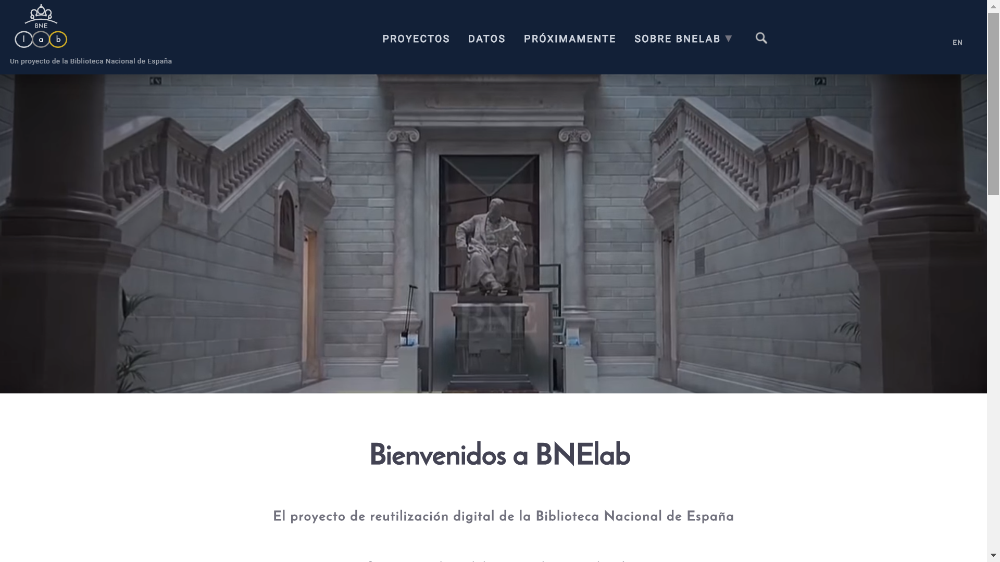 BNE
lab
Un proyecto de la Biblioteca Nacional de España
PROYECTOS DATOS PRÓXIMAMENTE SOBRE BNELAB ▼
EN
BNE
Bienvenidos a BNElab
El proyecto de reutilización digital de la Biblioteca Nacional de España